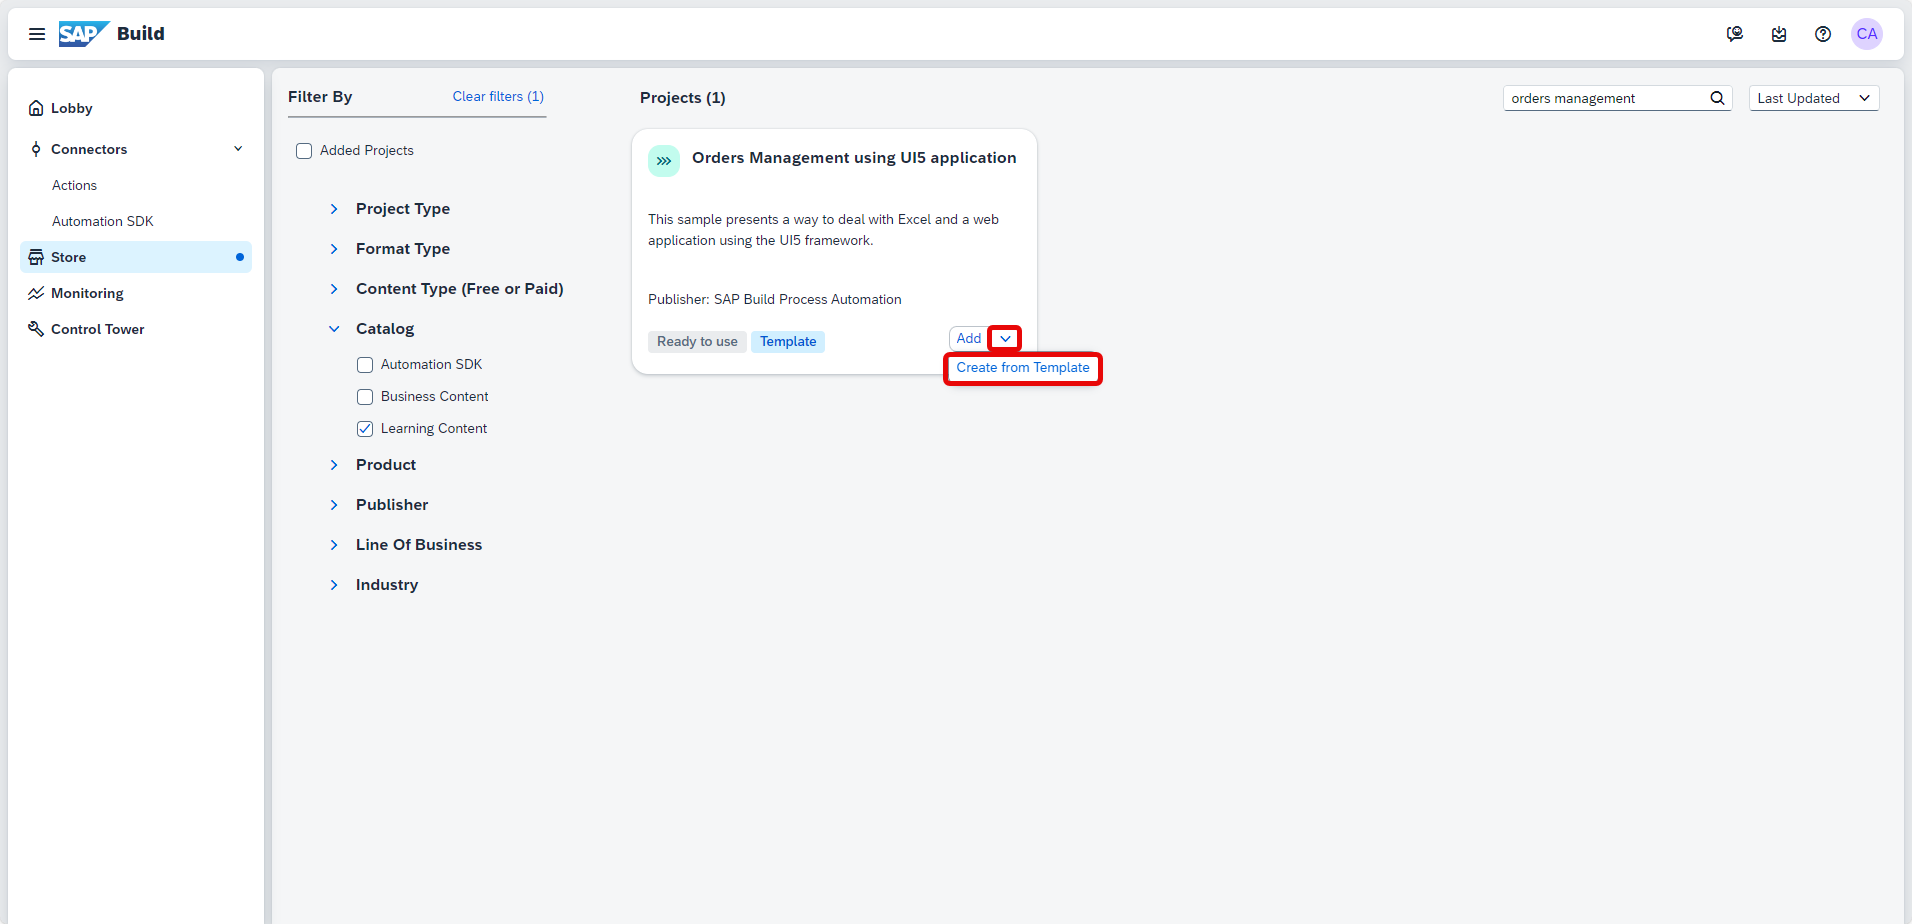 SAP Build
CA
Lobby
Connectors
Actions
Automation SDK
Store
Monitoring
Control Tower
Filter By
Clear filters (1)
Added Projects
Project Type
Format Type
Content Type (Free or Paid)
Catalog
Automation SDK
Business Content
Learning Content
Product
Publisher
Line Of Business
Industry
Projects (1)
orders management
Last Updated
Orders Management using UI5 application
This sample presents a way to deal with Excel and a web
application using the UI5 framework.
Publisher: SAP Build Process Automation
Ready to use
Template
Add
Create from Template